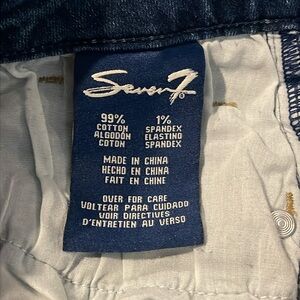 Seven7
99% 1%
COTTON SPANDEX
ALGODÓN ELASTINO
COTON SPANDEX
MADE IN CHINA
HECHO EN CHINA
FAIT EN CHINE
OVER FOR CARE
VOLTEAR PARA CUIDADO
VOIR DIRECTIVES
D'ENTRETIEN AU VERSO